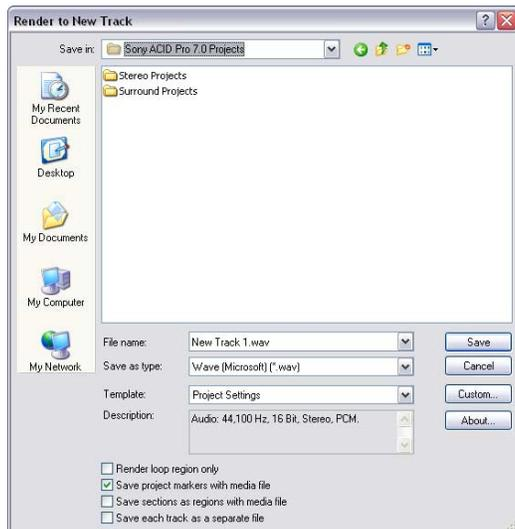 Render to New Track
Save in: Sony ACID Pro 7.0 Projects
Stereo Projects
Surround Projects
My Recent Documents
Desktop
My Documents
My Computer
My Network
File name: New Track 1.wav Save
Save as type: Wave (Microsoft) (*.wav) Cancel
Template: Project Settings Custom...
Description: Audio: 44,100 Hz, 16 Bit, Stereo, PCM. About...
Render loop region only
Save project markers with media file
Save sections as regions with media file
Save each track as a separate file